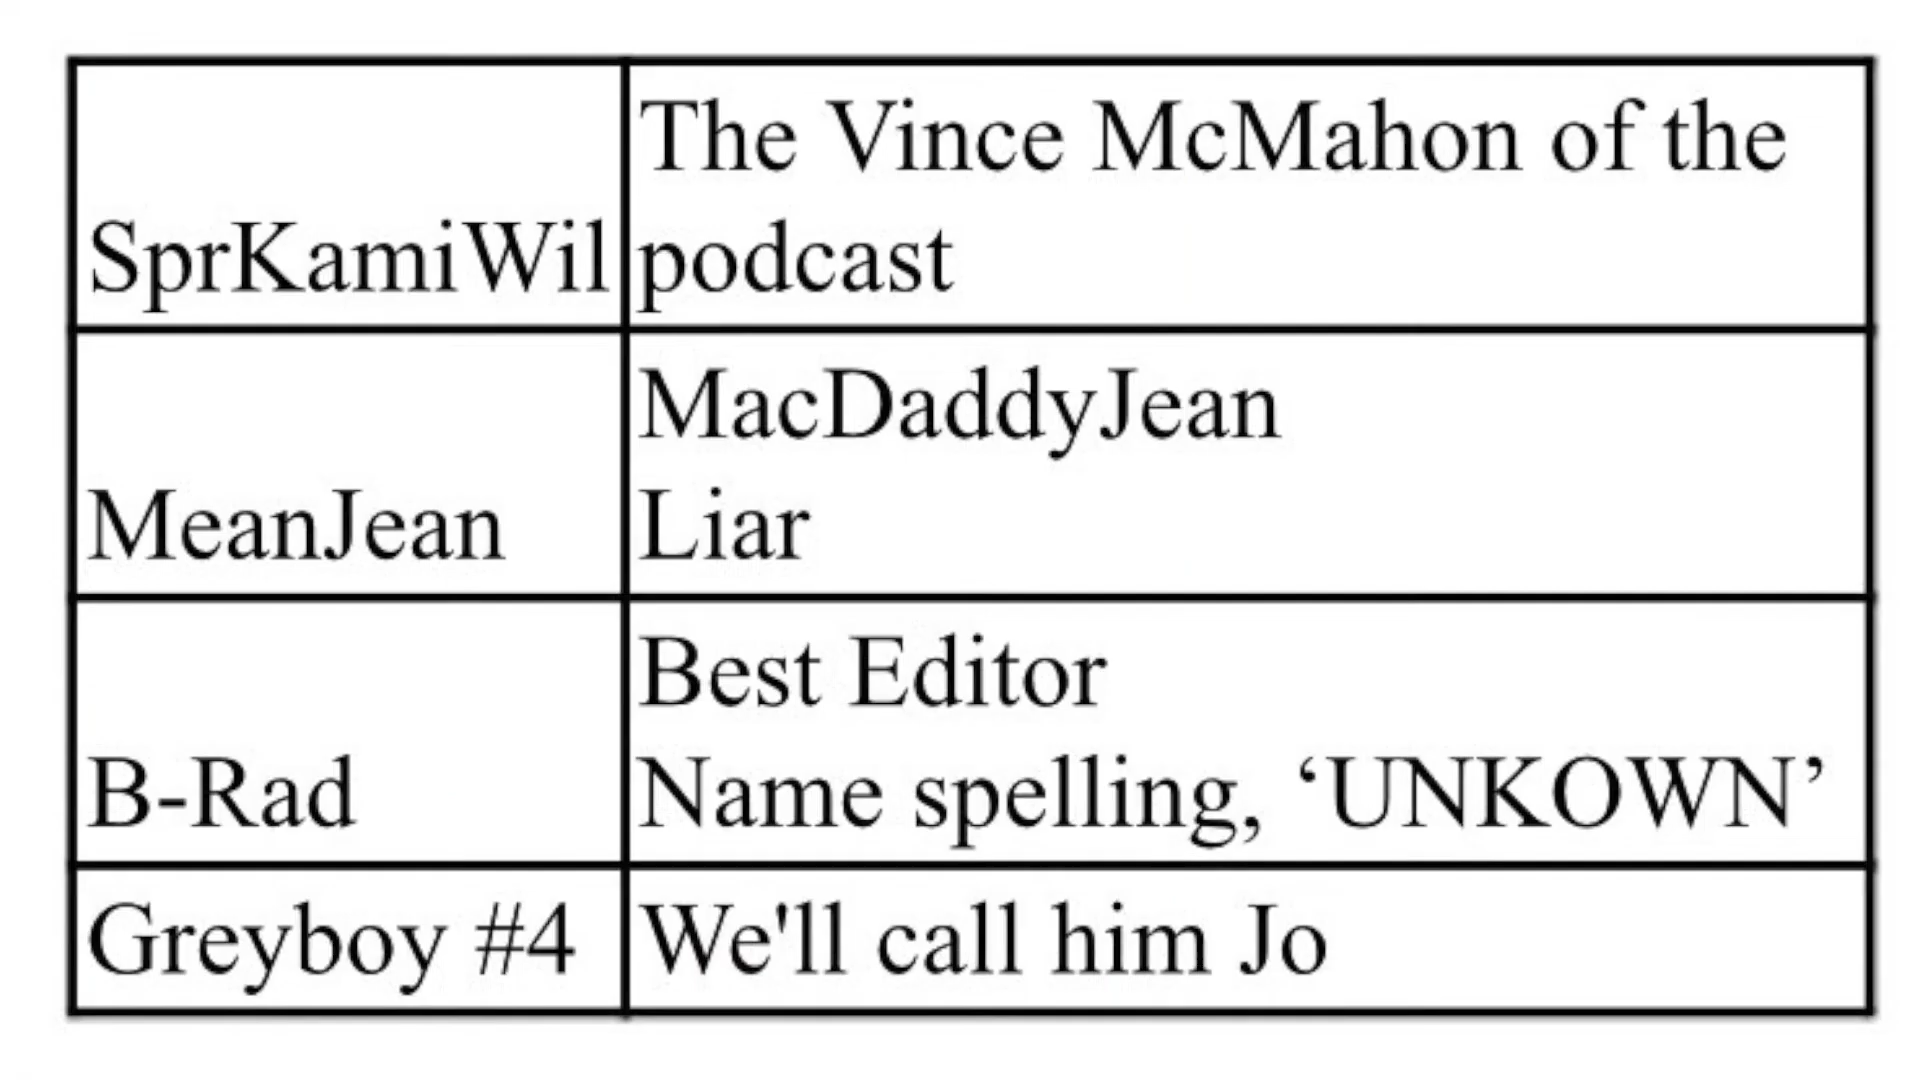 The Vince McMahon of the
SprKamiWil podcast
MacDaddyJean
MeanJean Liar
Best Editor
B-Rad Name spelling, ‘UNKOWN’
Greyboy #4 We'll call him Jo